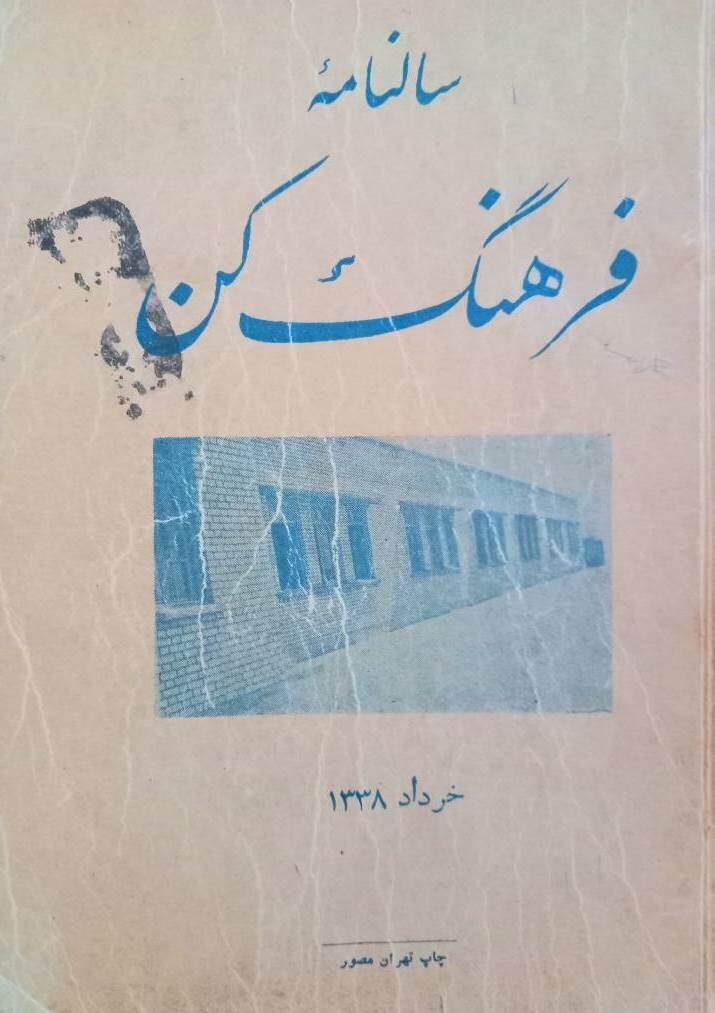 سالنامهٔ
فرهنگ کن
خرداد ۱۳۳۸
چاپ تهران مصور